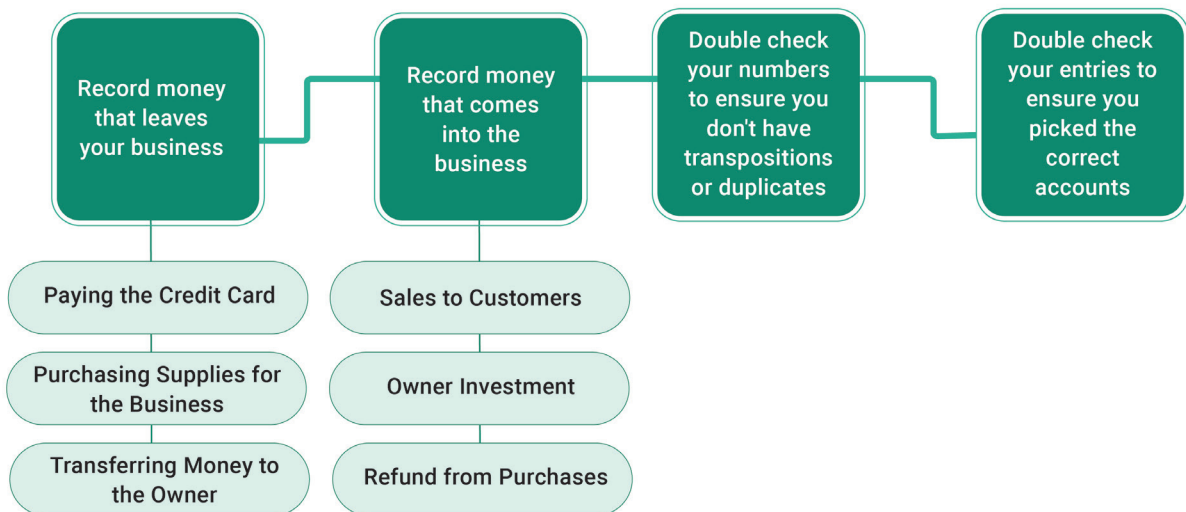 Record money
that leaves
your business
Record money
that comes
into the
business
Double check
your numbers
to ensure you
don't have
transpositions
or duplicates
Double check
your entries to
ensure you
picked the
correct
accounts
Paying the Credit Card
Purchasing Supplies for
the Business
Transferring Money to
the Owner
Sales to Customers
Owner Investment
Refund from Purchases